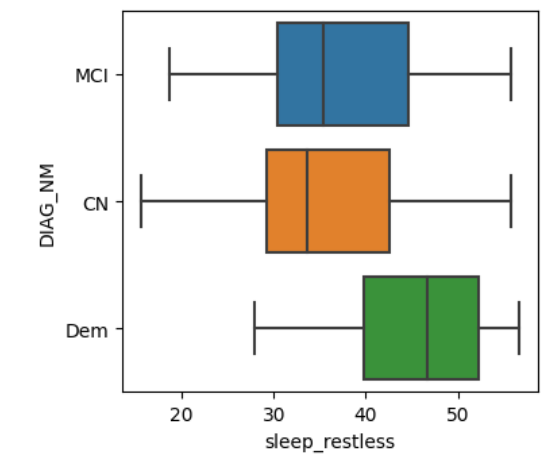 MCI
CN
Dem
DIAG_NM
20 30 40 50
sleep_restless